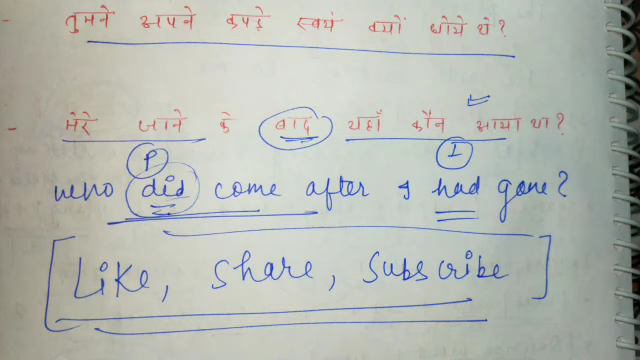 - तुमने अपने कपड़े स्वयं क्यों धोये थे?
- मेरे जाने के बाद यहाँ कौन आया था?
P I
who did come after I had gone?
[Like, Share, Subscribe]